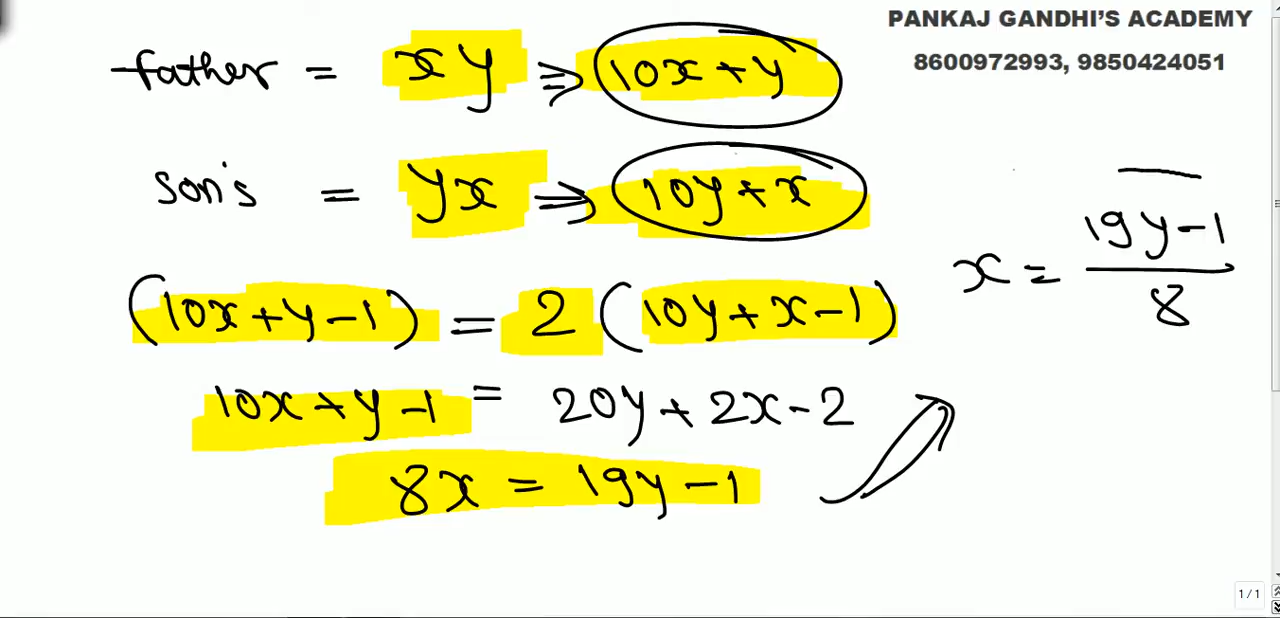 PANKAJ GANDHI'S ACADEMY
8600972993, 9850424051
father = xy ⇒ 10x + y
son's = yx ⇒ 10y + x
(10x + y - 1) = 2 (10y + x - 1)
10x + y - 1 = 20y + 2x - 2
8x = 19y - 1
x = 19y - 1 / 8
1 / 1